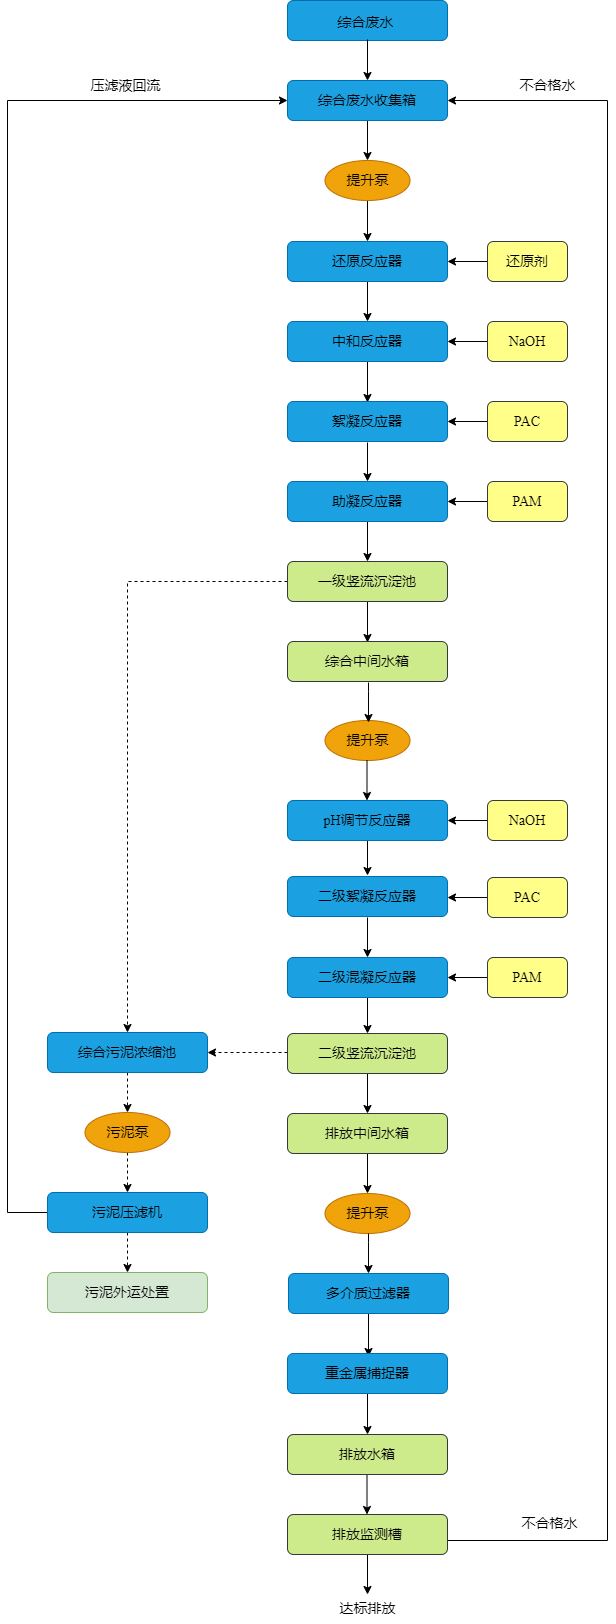 综合废水
压滤液回流
不合格水
综合废水收集箱
提升泵
还原反应器
还原剂
中和反应器
NaOH
絮凝反应器
PAC
助凝反应器
PAM
一级竖流沉淀池
综合中间水箱
提升泵
pH调节反应器
NaOH
二级絮凝反应器
PAC
二级混凝反应器
PAM
综合污泥浓缩池
二级竖流沉淀池
污泥泵
排放中间水箱
污泥压滤机
提升泵
污泥外运处置
多介质过滤器
重金属捕捉器
排放水箱
不合格水
排放监测槽
达标排放